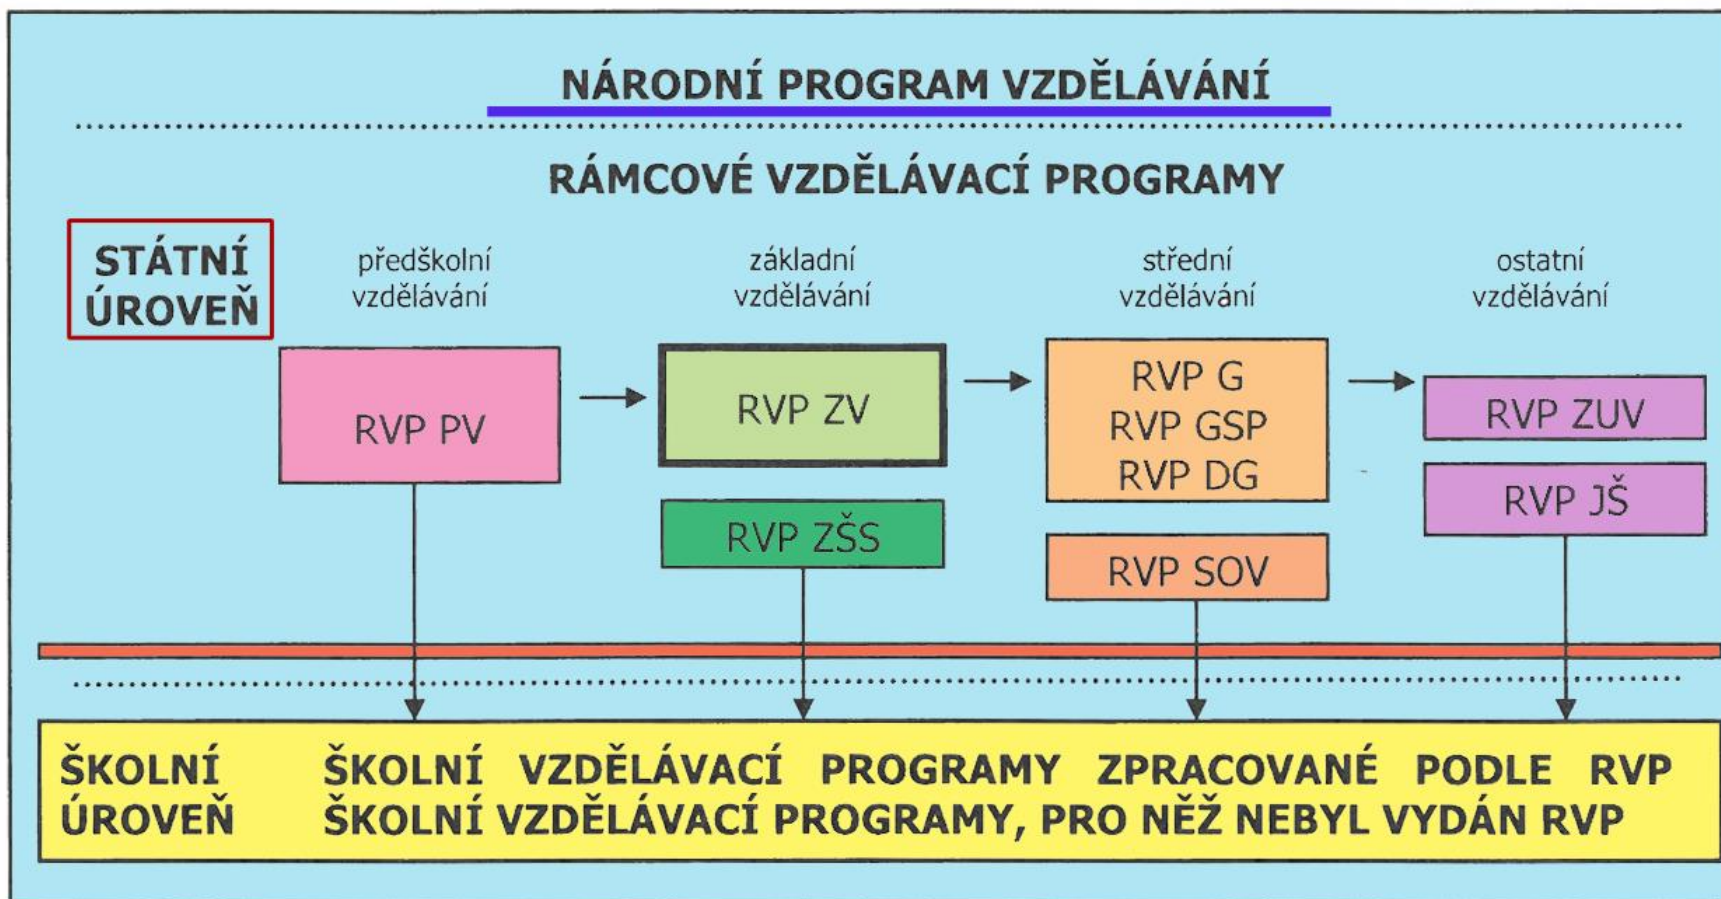 NÁRODNÍ PROGRAM VZDĚLÁVÁNÍ
RÁMCOVÉ VZDĚLÁVACÍ PROGRAMY
STÁTNÍ
ÚROVEŇ
předškolní
vzdělávání
základní
vzdělávání
střední
vzdělávání
ostatní
vzdělávání
RVP PV
RVP ZV
RVP ZŠS
RVP G
RVP GSP
RVP DG
RVP SOV
RVP ZUV
RVP JŠ
ŠKOLNÍ
ÚROVEŇ
ŠKOLNÍ VZDĚLÁVACÍ PROGRAMY ZPRACOVANÉ PODLE RVP
ŠKOLNÍ VZDĚLÁVACÍ PROGRAMY, PRO NĚŽ NEBYL VYDÁN RVP